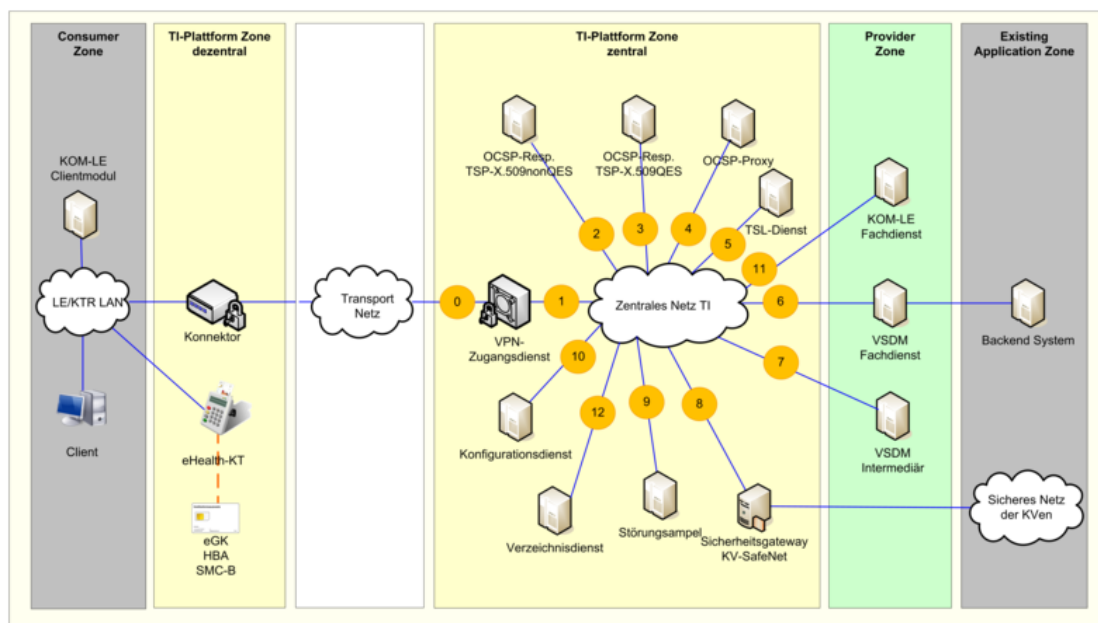 Consumer
Zone
TI-Plattform Zone
dezentral
TI-Plattform Zone
zentral
Provider
Zone
Existing
Application Zone
KOM-LE
Clientmodul
LE/KTR LAN
Client
Konnektor
eHealth-KT
eGK
HBA
SMC-B
Transport
Netz
0
VPN-
Zugangsdienst
1
OCSP-Resp.
TSP-X.509nonQES
OCSP-Resp.
TSP-X.509QES
OCSP-Proxy
TSL-Dienst
2
3
4
5
11
6
7
8
9
10
12
Zentrales Netz TI
Konfigurationsdienst
Verzeichnisdienst
Störungsampel
Sicherheitsgateway
KV-SafeNet
KOM-LE
Fachdienst
VSDM
Fachdienst
VSDM
Intermediär
Backend System
Sicheres Netz
der KVen